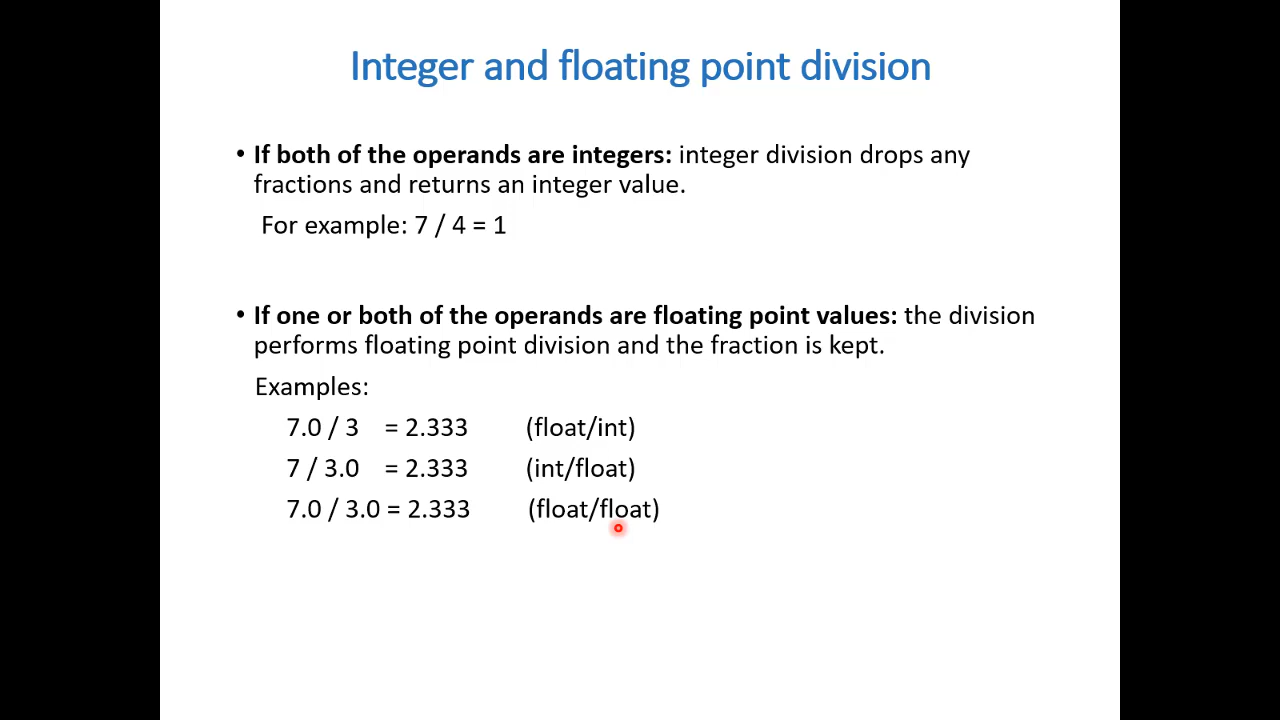 Integer and floating point division
• If both of the operands are integers: integer division drops any
fractions and returns an integer value.
For example: 7 / 4 = 1
• If one or both of the operands are floating point values: the division
performs floating point division and the fraction is kept.
Examples:
7.0 / 3 = 2.333 (float/int)
7 / 3.0 = 2.333 (int/float)
7.0 / 3.0 = 2.333 (float/float)